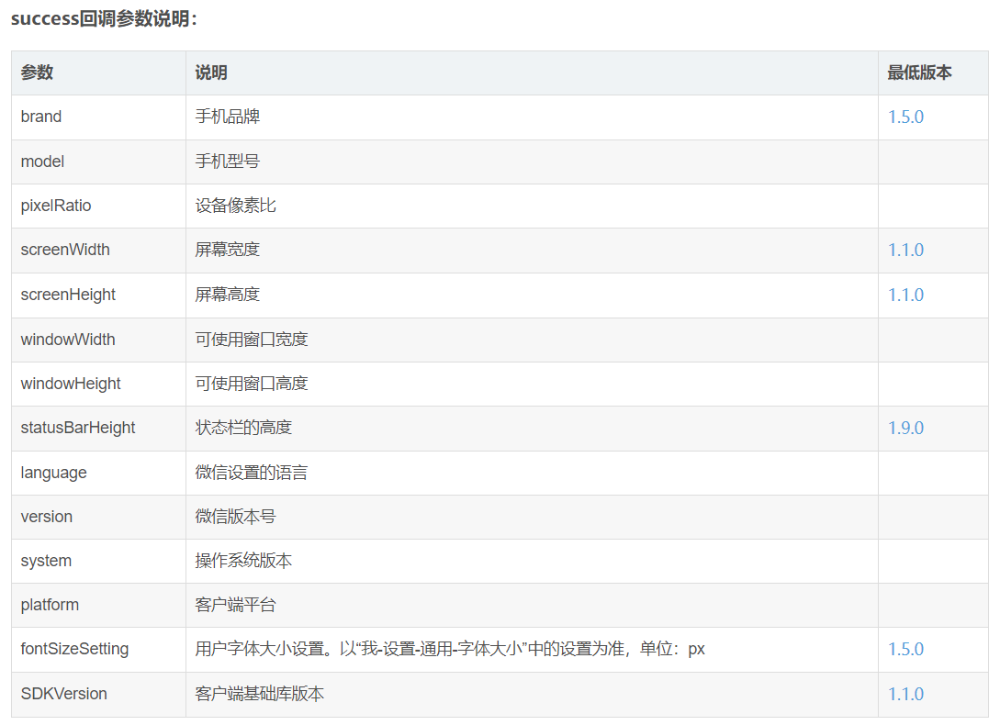 success回调参数说明：
参数 说明 最低版本
brand 手机品牌 1.5.0
model 手机型号
pixelRatio 设备像素比
screenWidth 屏幕宽度 1.1.0
screenHeight 屏幕高度 1.1.0
windowWidth 可使用窗口宽度
windowHeight 可使用窗口高度
statusBarHeight 状态栏的高度 1.9.0
language 微信设置的语言
version 微信版本号
system 操作系统版本
platform 客户端平台
fontSizeSetting 用户字体大小设置。以“我-设置-通用-字体大小”中的设置为准，单位：px 1.5.0
SDKVersion 客户端基础库版本 1.1.0